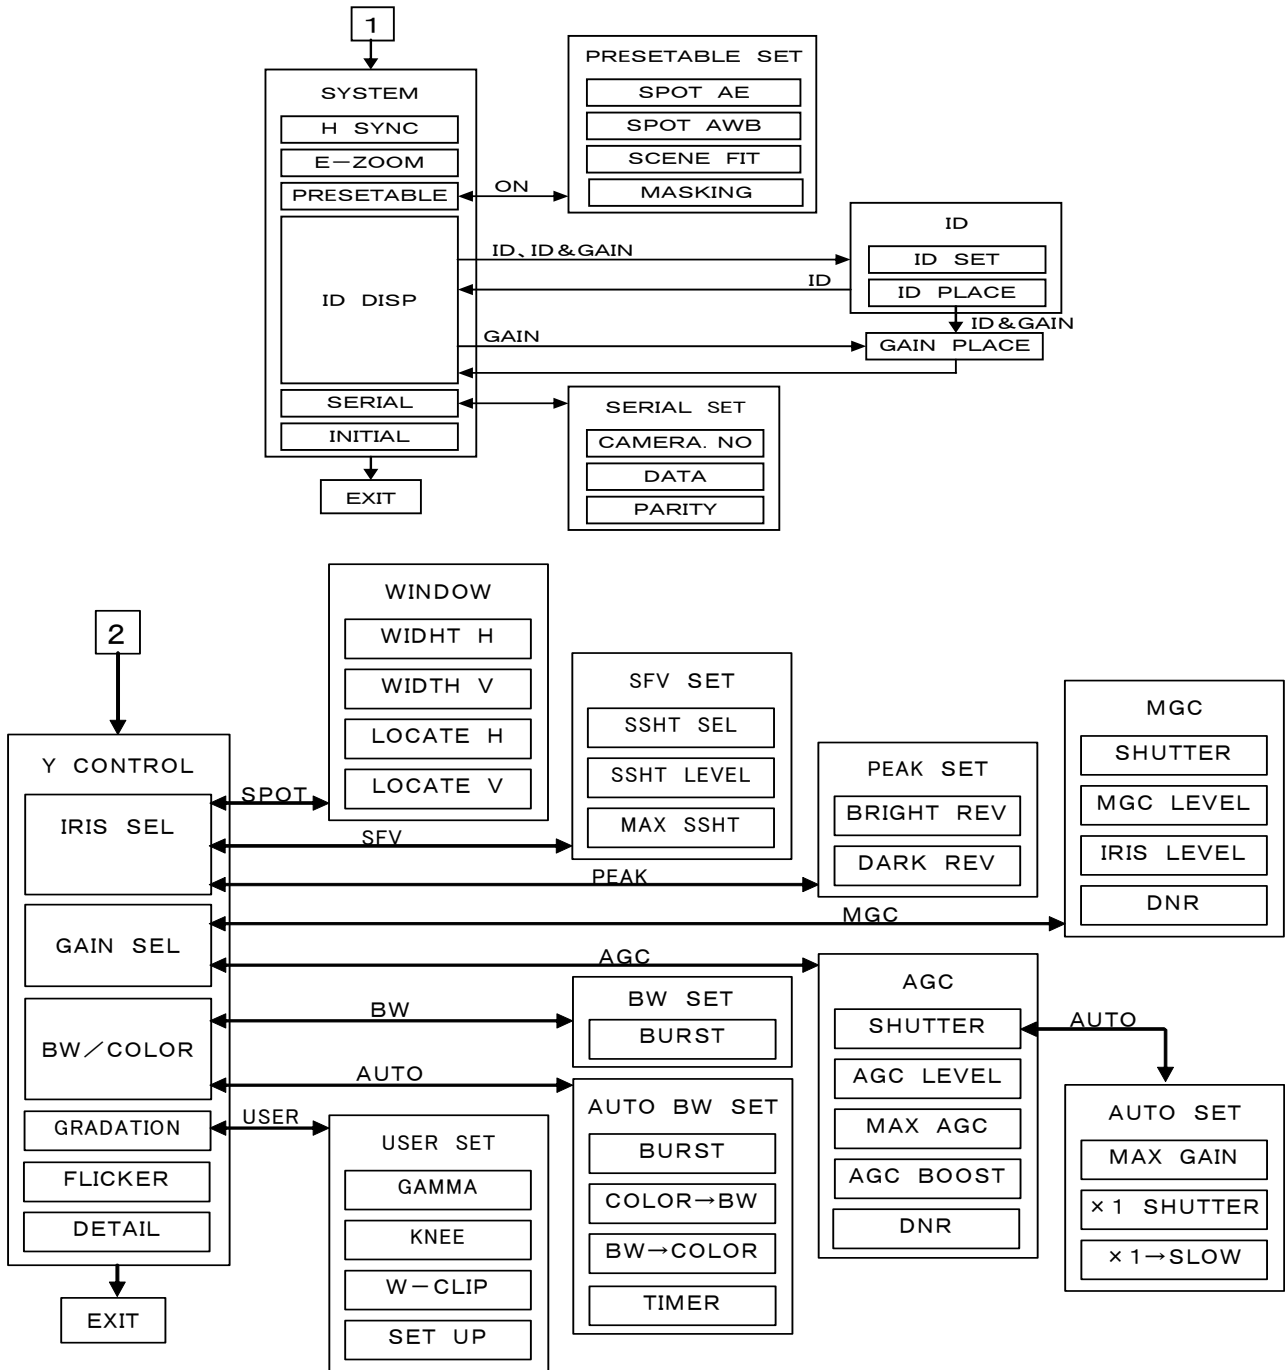 1
SYSTEM
H SYNC
E－ZOOM
PRESETABLE
ID DISP
SERIAL
INITIAL
EXIT
ON
PRESETABLE SET
SPOT AE
SPOT AWB
SCENE FIT
MASKING
ID、ID&GAIN
ID
GAIN
ID
ID SET
ID PLACE
ID&GAIN
GAIN PLACE
SERIAL SET
CAMERA. NO
DATA
PARITY
2
Y CONTROL
IRIS SEL
GAIN SEL
BW／COLOR
GRADATION
FLICKER
DETAIL
EXIT
SPOT
SFV
PEAK
MGC
AGC
BW
AUTO
USER
WINDOW
WIDHT H
WIDTH V
LOCATE H
LOCATE V
SFV SET
SSHT SEL
SSHT LEVEL
MAX SSHT
PEAK SET
BRIGHT REV
DARK REV
MGC
SHUTTER
MGC LEVEL
IRIS LEVEL
DNR
BW SET
BURST
AUTO BW SET
BURST
COLOR→BW
BW→COLOR
TIMER
USER SET
GAMMA
KNEE
W－CLIP
SET UP
AGC
SHUTTER
AGC LEVEL
MAX AGC
AGC BOOST
DNR
AUTO
AUTO SET
MAX GAIN
×1 SHUTTER
×1→SLOW